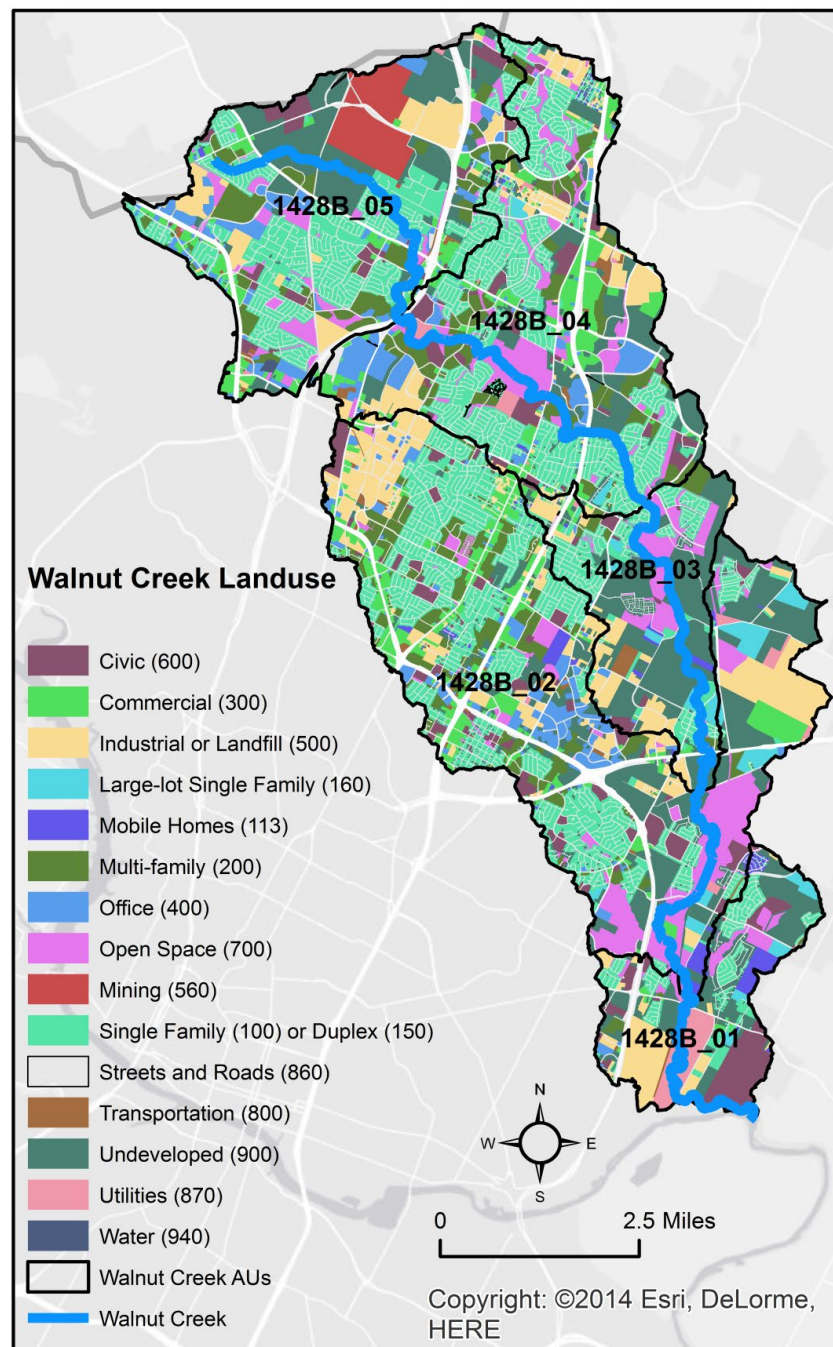 1428B_05
1428B_04
1428B_03
Walnut Creek Landuse
1428B_02
Civic (600)
Commercial (300)
Industrial or Landfill (500)
Large-lot Single Family (160)
Mobile Homes (113)
Multi-family (200)
Office (400)
Open Space (700)
Mining (560)
Single Family (100) or Duplex (150)
Streets and Roads (860)
Transportation (800)
Undeveloped (900)
Utilities (870)
Water (940)
Walnut Creek AUs
Walnut Creek
1428B_01
N
W E
S
0 2.5 Miles
Copyright: ©2014 Esri, DeLorme,
HERE